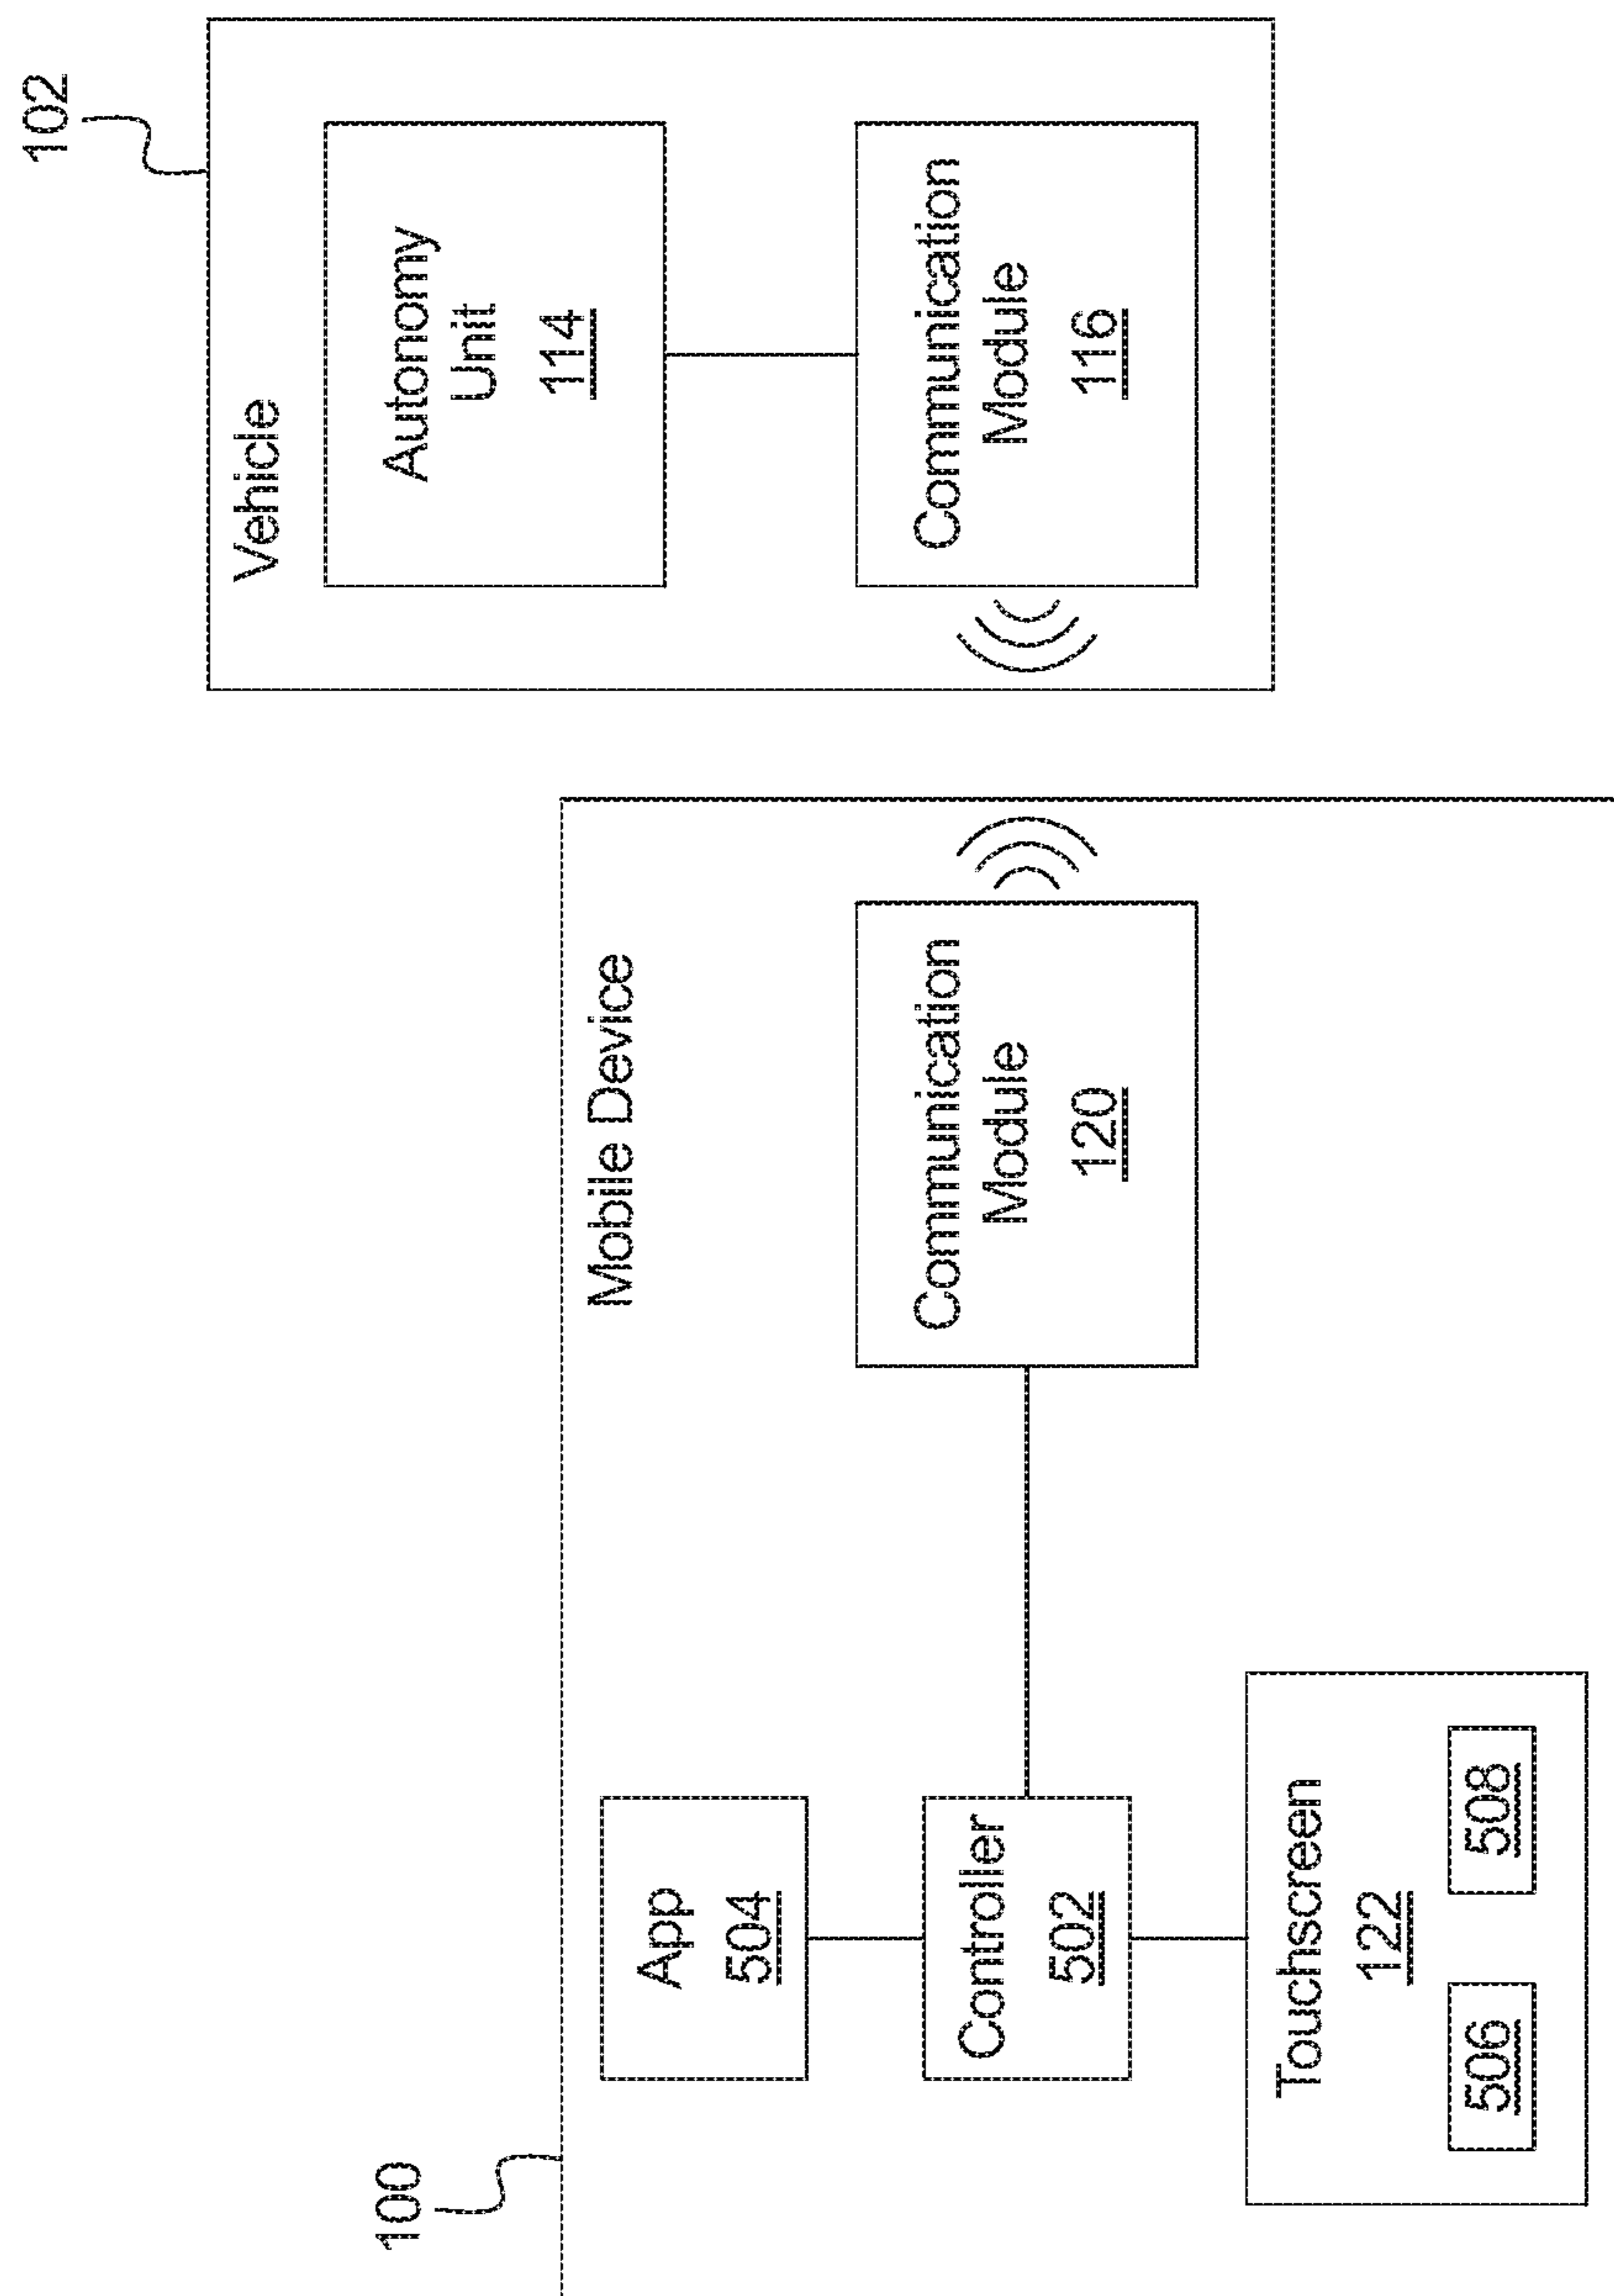 100
Mobile Device
App
504
Controller
502
Touchscreen
122
506
508
Communication
Module
120
102
Vehicle
Autonomy
Unit
114
Communication
Module
116